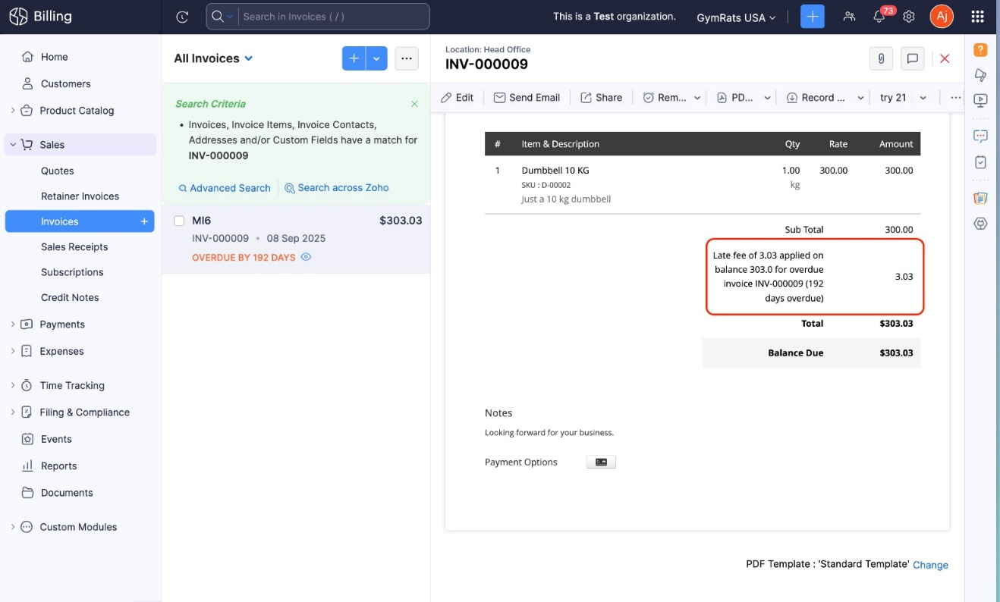 Billing
Search in Invoices ( / )
This is a Test organization.
GymRats USA
73
Aj
Home
Customers
Product Catalog
Sales
Quotes
Retainer Invoices
Invoices
Sales Receipts
Subscriptions
Credit Notes
Payments
Expenses
Time Tracking
Filing & Compliance
Events
Reports
Documents
Custom Modules
All Invoices
Search Criteria
• Invoices, Invoice Items, Invoice Contacts,
Addresses and/or Custom Fields have a match for
INV-000009
Advanced Search
Search across Zoho
MI6 $303.03
INV-000009 • 08 Sep 2025
OVERDUE BY 192 DAYS
Location: Head Office
INV-000009
Edit Send Email Share Rem... PD... Record ... try 21 ...
# Item & Description Qty Rate Amount
1 Dumbbell 10 KG 1.00 300.00 300.00
SKU : D-00002 kg
Just a 10 kg dumbbell
Sub Total 300.00
Late fee of 3.03 applied on
balance 303.0 for overdue
invoice INV-000009 (192
days overdue)
3.03
Total $303.03
Balance Due $303.03
Notes
Looking forward for your business.
Payment Options
PDF Template : 'Standard Template' Change